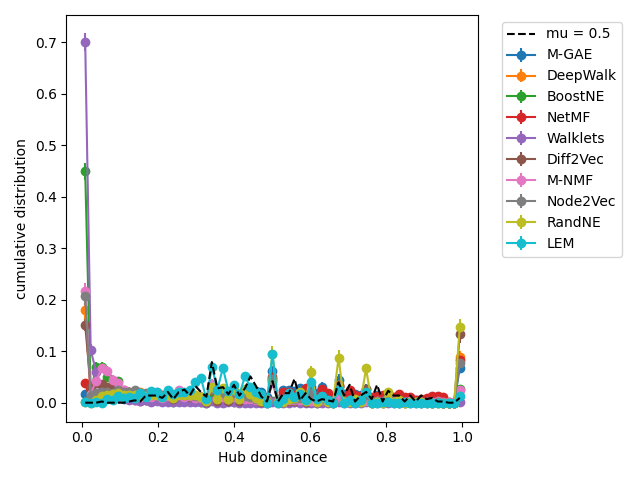 0.7
0.6
0.5
0.4
0.3
0.2
0.1
0.0
cumulative distribution
0.0 0.2 0.4 0.6 0.8 1.0
Hub dominance
mu = 0.5
M-GAE
DeepWalk
BoostNE
NetMF
Walklets
Diff2Vec
M-NMF
Node2Vec
RandNE
LEM